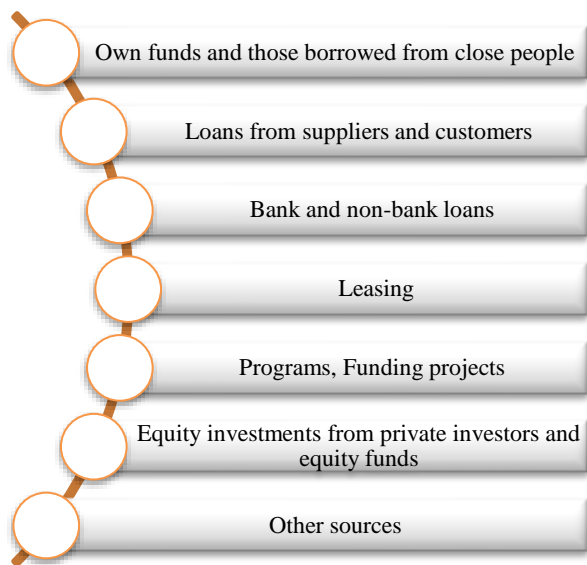 Own funds and those borrowed from close people
Loans from suppliers and customers
Bank and non-bank loans
Leasing
Programs, Funding projects
Equity investments from private investors and
equity funds
Other sources